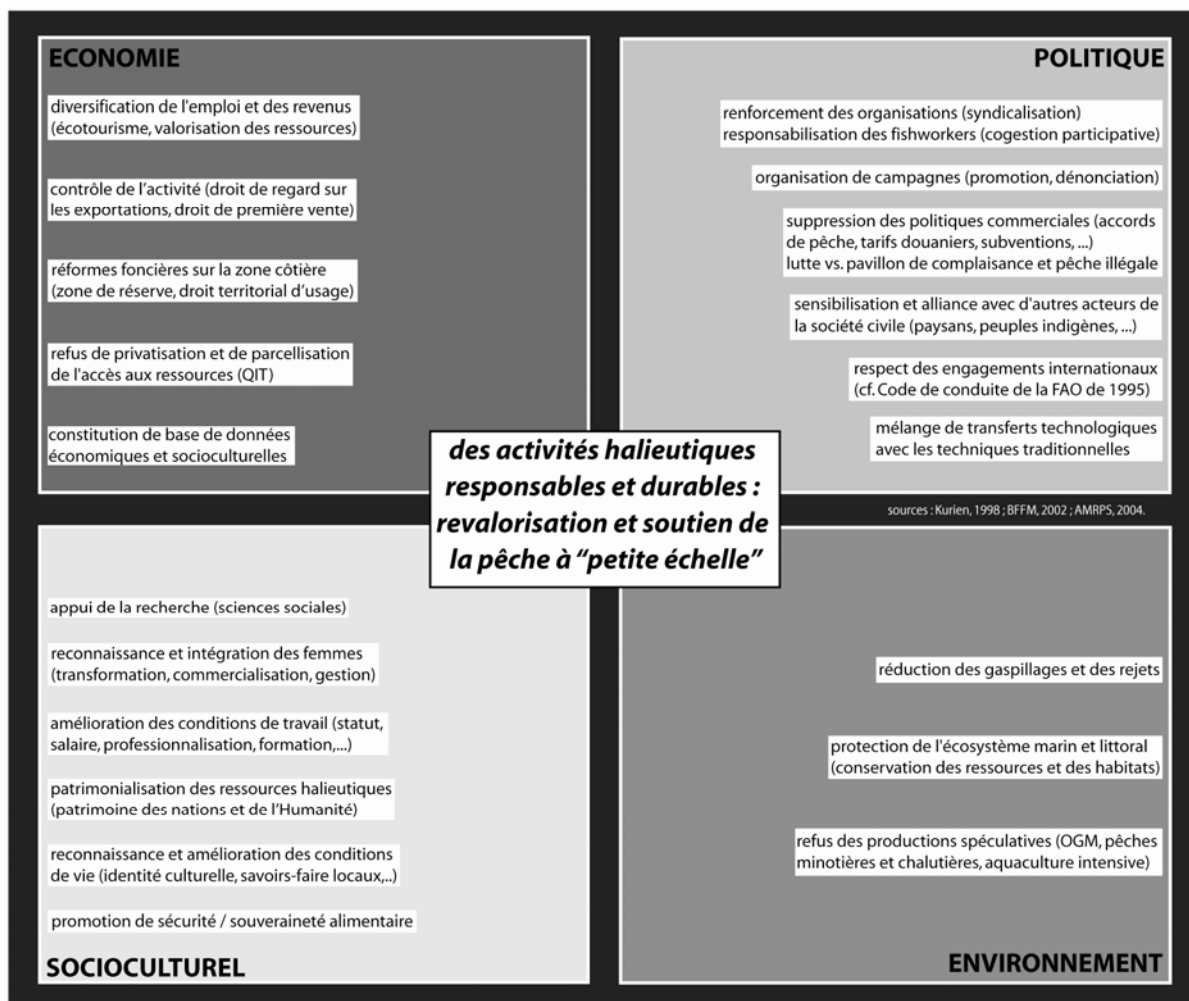 ECONOMIE
diversification de l'emploi et des revenus
(écotourisme, valorisation des ressources)
contrôle de l'activité (droit de regard sur
les exportations, droit de première vente)
réformes foncières sur la zone côtière
(zone de réserve, droit territorial d'usage)
refus de privatisation et de parcellisation
de l'accès aux ressources (QIT)
constitution de base de données
économiques et socioculturelles
POLITIQUE
renforcement des organisations (syndicalisation)
responsabilisation des fishworkers (cogestion participative)
organisation de campagnes (promotion, dénonciation)
suppression des politiques commerciales (accords
de pêche, tarifs douaniers, subventions, ...)
lutte vs. pavillon de complaisance et pêche illégale
sensibilisation et alliance avec d'autres acteurs de
la société civile (paysans, peuples indigènes, ...)
respect des engagements internationaux
(cf. Code de conduite de la FAO de 1995)
mélange de transferts technologiques
avec les techniques traditionnelles
des activités halieutiques
responsables et durables :
revalorisation et soutien de
la pêche à “petite échelle”
sources : Kurien, 1998 ; BFFM, 2002 ; AMRPS, 2004.
appui de la recherche (sciences sociales)
reconnaissance et intégration des femmes
(transformation, commercialisation, gestion)
amélioration des conditions de travail (statut,
salaire, professionnalisation, formation,...)
patrimonialisation des ressources halieutiques
(patrimoine des nations et de l'Humanité)
reconnaissance et amélioration des conditions
de vie (identité culturelle, savoirs-faire locaux,..)
promotion de sécurité / souveraineté alimentaire
SOCIOCULTUREL
réduction des gaspillages et des rejets
protection de l'écosystème marin et littoral
(conservation des ressources et des habitats)
refus des productions spéculatives (OGM, pêches
minotières et chalutières, aquaculture intensive)
ENVIRONNEMENT